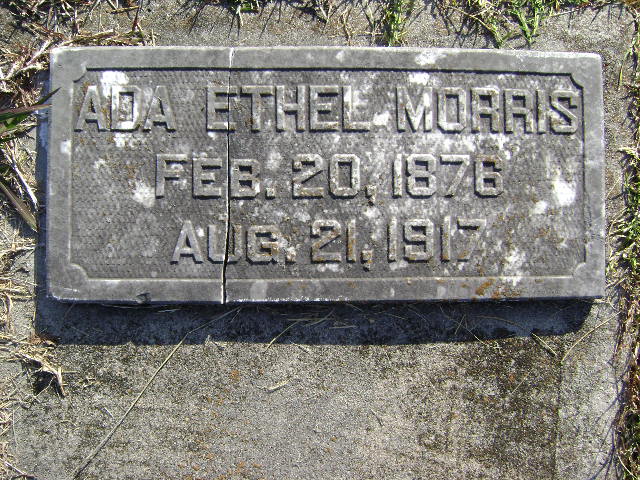 ADA ETHEL MORRIS
FEB. 20, 1876
AUG. 21, 1917